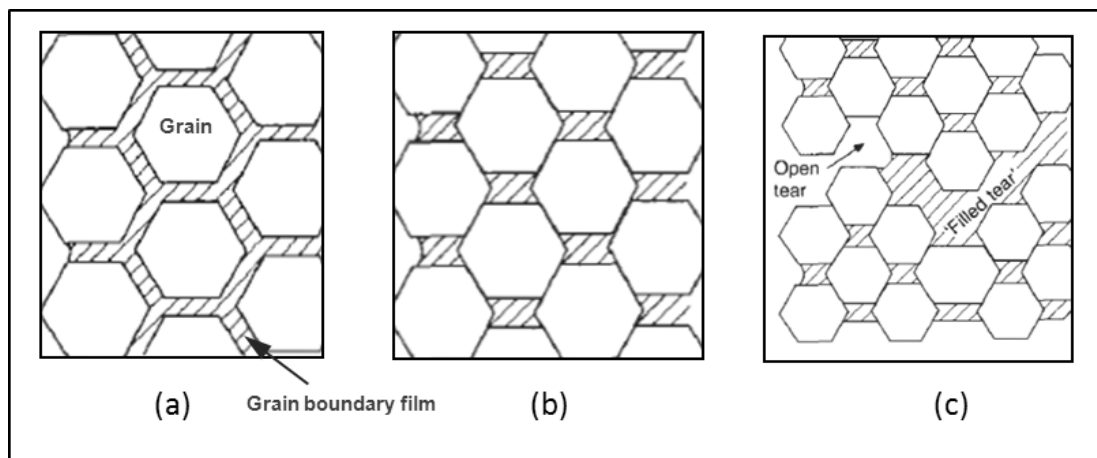 Grain
Open
tear
'Filled tear'
(a)
Grain boundary film
(b)
(c)